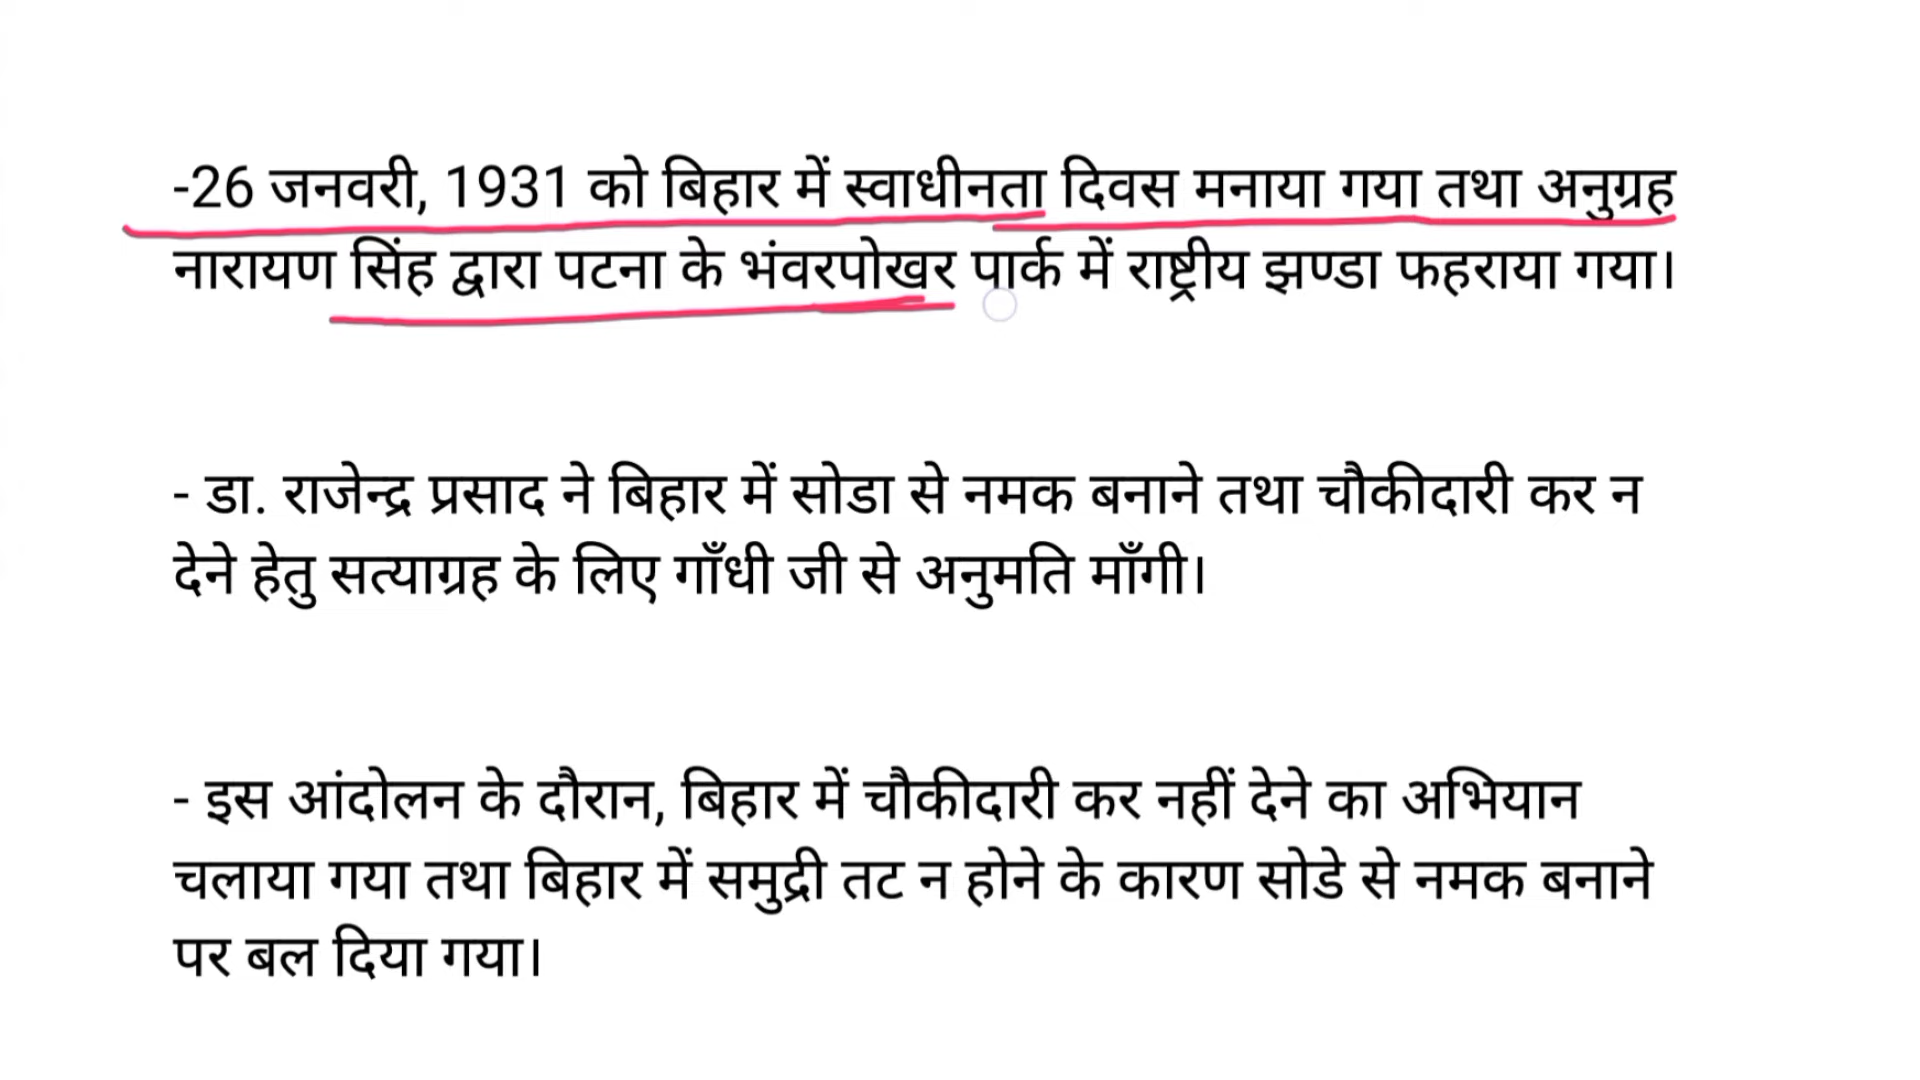 -26 जनवरी, 1931 को बिहार में स्वाधीनता दिवस मनाया गया तथा अनुग्रह
नारायण सिंह द्वारा पटना के भंवरपोखर पार्क में राष्ट्रीय झण्डा फहराया गया।
- डा. राजेन्द्र प्रसाद ने बिहार में सोडा से नमक बनाने तथा चौकीदारी कर न
देने हेतु सत्याग्रह के लिए गाँधी जी से अनुमति माँगी।
- इस आंदोलन के दौरान, बिहार में चौकीदारी कर नहीं देने का अभियान
चलाया गया तथा बिहार में समुद्री तट न होने के कारण सोडे से नमक बनाने
पर बल दिया गया।